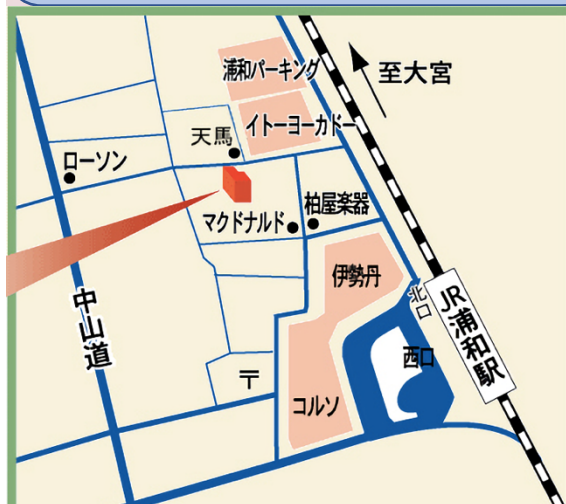 浦和パーキング
至大宮
イトーヨーカドー
天馬
ローソン
マクドナルド
柏屋楽器
伊勢丹
北口
JR浦和駅
中山道
西口
〒
コルソ